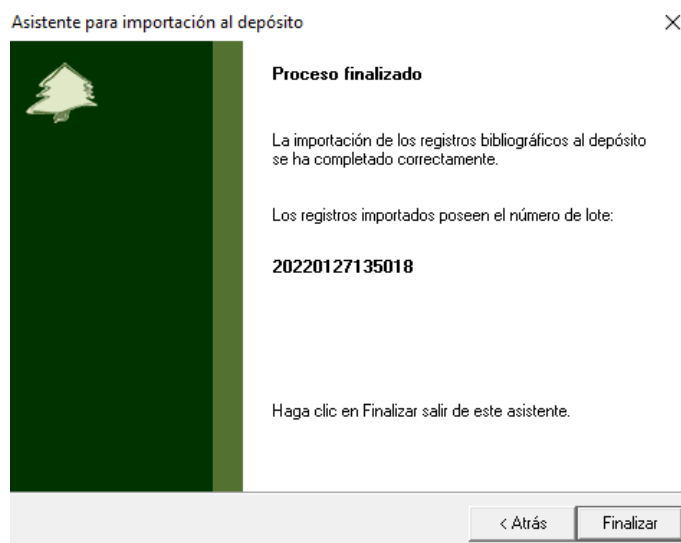 Asistente para importación al depósito
Proceso finalizado
La importación de los registros bibliográficos al depósito
se ha completado correctamente.
Los registros importados poseen el número de lote:
20220127135018
Haga clic en Finalizar salir de este asistente.
< Atrás
Finalizar